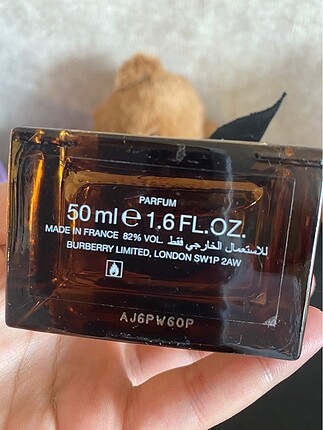 PARFUM
50 ml ℮ 1.6 FL.OZ.
MADE IN FRANCE 82% VOL. للاستعمال الخارجي فقط
BURBERRY LIMITED, LONDON SW1P 2AW
AJ6PW60P